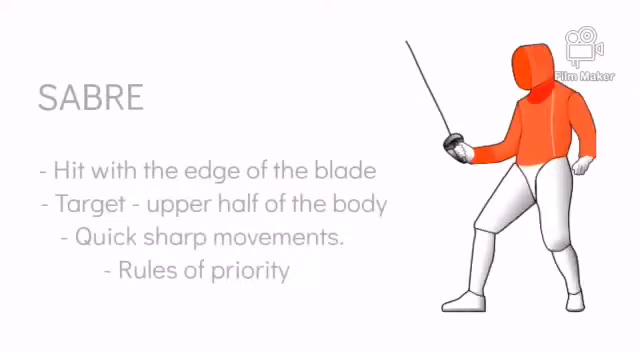 SABRE
- Hit with the edge of the blade
- Target - upper half of the body
- Quick sharp movements.
- Rules of priority
Film Maker